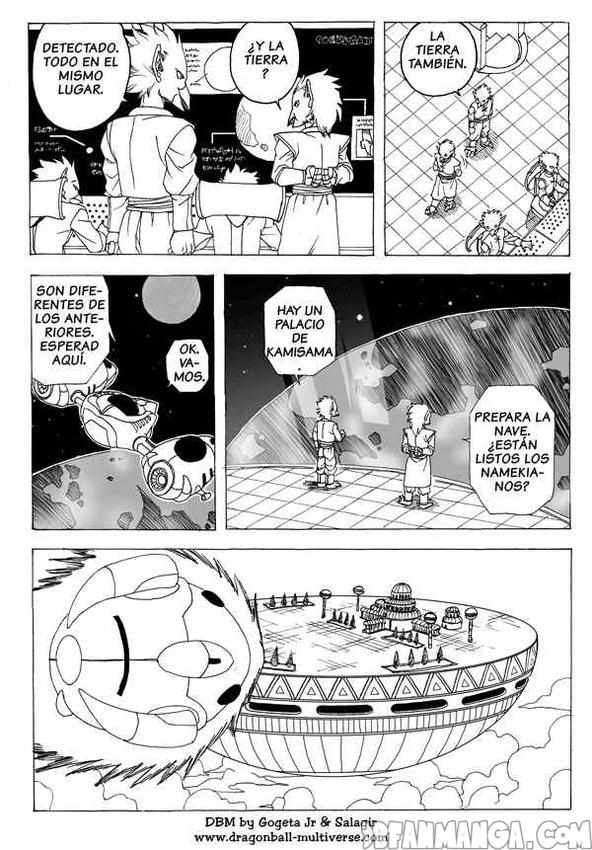 DETECTADO.
TODO EN EL
MISMO
LUGAR.
¿Y LA
TIERRA
?
LA
TIERRA
TAMBIÉN.
SON DIFE-
RENTES DE
LOS ANTE-
RIORES.
ESPERAD
AQUÍ.
OK.
VA-
MOS.
HAY UN
PALACIO DE
KAMISAMA
PREPARA LA
NAVE.
¿ESTÁN
LISTOS LOS
NAMEKIA-
NOS?
DBM by Gogeta Jr & Salagir
www.dragonball-multiverse.com
DBFANMANGA.COM